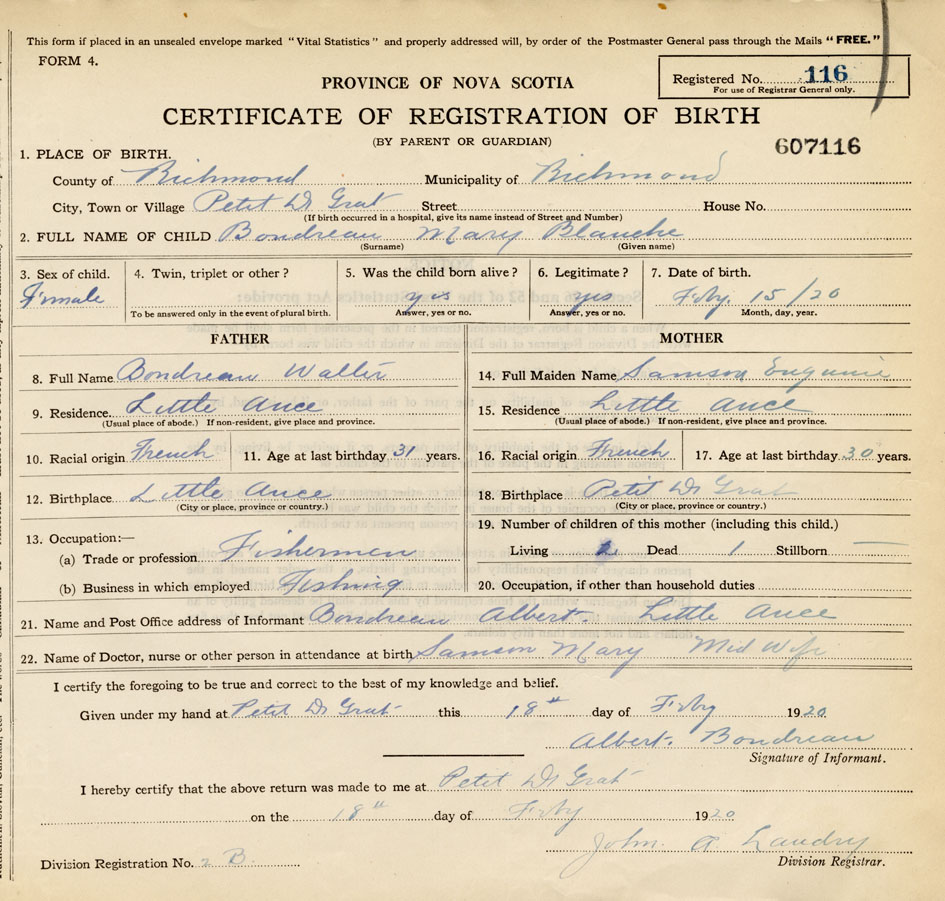 This form if placed in an unsealed envelope marked "Vital Statistics" and properly addressed will, by order of the Postmaster General pass through the Mails "FREE."
FORM 4.
Registered No. 116
For use of Registrar General only.
PROVINCE OF NOVA SCOTIA
CERTIFICATE OF REGISTRATION OF BIRTH
(BY PARENT OR GUARDIAN)
607116
1. PLACE OF BIRTH.
County of Richmond Municipality of Richmond
City, Town or Village Petit De Grat Street House No.
(If birth occurred in a hospital, give its name instead of Street and Number)
2. FULL NAME OF CHILD Boudreau Mary Blanche
(Surname) (Given name)
3. Sex of child. 4. Twin, triplet or other? 5. Was the child born alive? 6. Legitimate? 7. Date of birth.
Female yes yes Feby. 15/20
To be answered only in the event of plural birth. Answer, yes or no. Answer, yes or no. Month, day, year.
FATHER MOTHER
8. Full Name Boudreau Walter 14. Full Maiden Name Samson
9. Residence. Little Ance 15. Residence Little Ance
(Usual place of abode.) If non-resident, give place and province. (Usual place of abode.) If non-resident, give place and province.
10. Racial origin French 11. Age at last birthday 31 years. 16. Racial origin French 17. Age at last birthday 30 years.
12. Birthplace Little Ance 18. Birthplace Petit De Grat
(City or place, province or country.) (City or place, province or country.)
13. Occupation:— 19. Number of children of this mother (including this child.)
(a) Trade or profession Fishermen Living 2 Dead 1 Stillborn —
(b) Business in which employed Fishing 20. Occupation, if other than household duties
21. Name and Post Office address of Informant Boudreau Albert. Little Ance
22. Name of Doctor, nurse or other person in attendance at birth Samson Mary Mid Wife
I certify the foregoing to be true and correct to the best of my knowledge and belief.
Given under my hand at Petit De Grat this 18th day of Feby 1920
Albert. Boudreau
Signature of Informant.
I hereby certify that the above return was made to me at Petit De Grat
on the 18th day of Feby 1920
John. A Landry
Division Registration No. 2 B. Division Registrar.